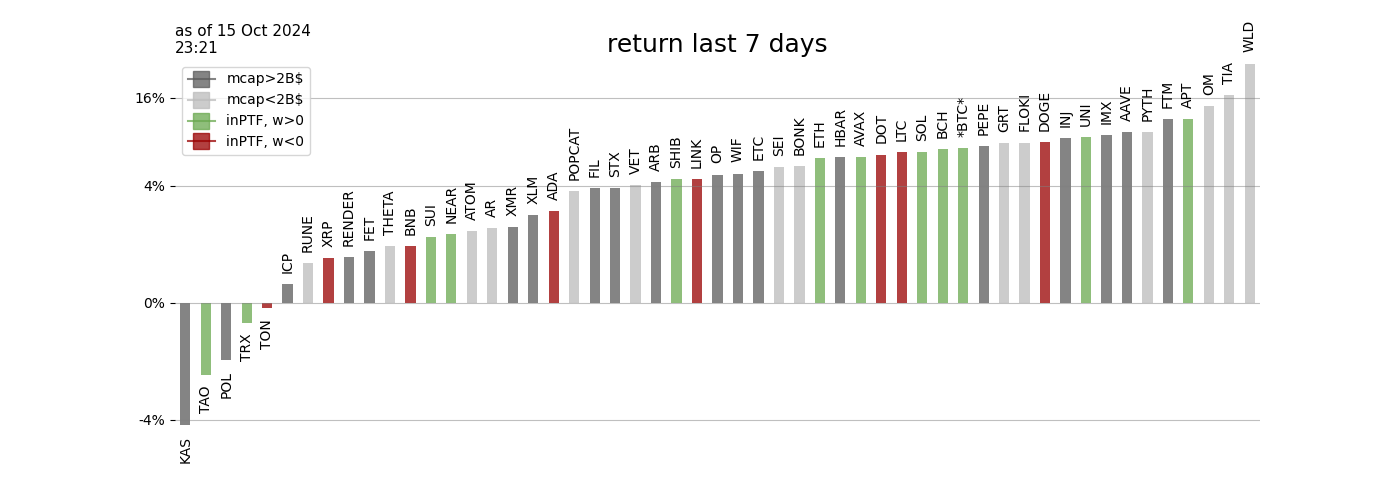 as of 15 Oct 2024
23:21
return last 7 days
mcap>2B$
mcap<2B$
inPTF, w>0
inPTF, w<0
16%
4%
0%
-4%
KAS
TAO
POL
TRX
TON
ICP
RUNE
XRP
RENDER
FET
THETA
BNB
SUI
NEAR
ATOM
AR
XMR
XLM
ADA
POPCAT
FIL
STX
VET
ARB
SHIB
LINK
OP
WIF
ETC
SEI
BONK
ETH
HBAR
AVAX
DOT
LTC
SOL
BCH
*BTC*
PEPE
GRT
FLOKI
DOGE
INJ
UNI
IMX
AAVE
PYTH
FTM
APT
OM
TIA
WLD